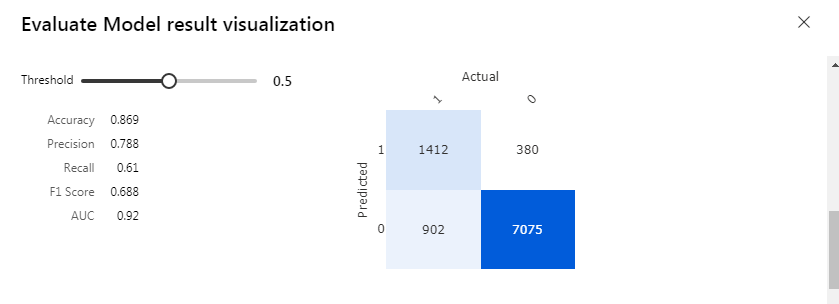 Evaluate Model result visualization
Threshold 0.5
Accuracy 0.869
Precision 0.788
Recall 0.61
F1 Score 0.688
AUC 0.92
Actual
1 0
Predicted
1 1412 380
0 902 7075